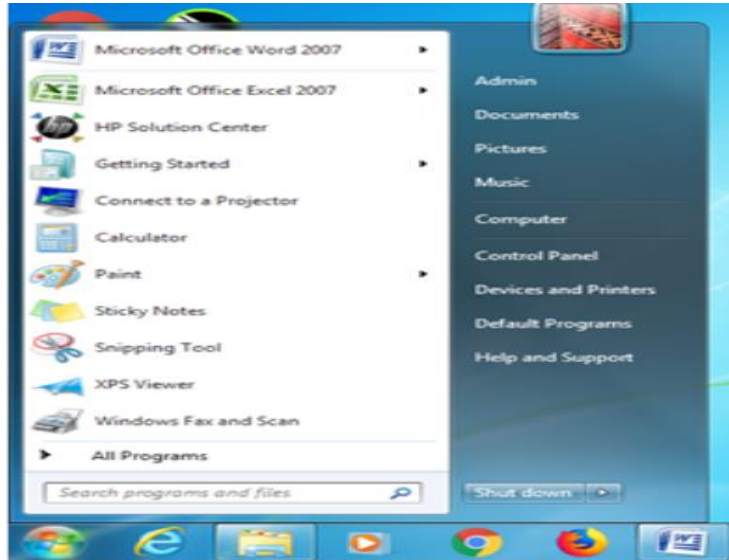 Microsoft Office Word 2007
Microsoft Office Excel 2007
HP Solution Center
Getting Started
Connect to a Projector
Calculator
Paint
Sticky Notes
Snipping Tool
XPS Viewer
Windows Fax and Scan
All Programs
Search programs and files
Admin
Documents
Pictures
Music
Computer
Control Panel
Devices and Printers
Default Programs
Help and Support
Shut down